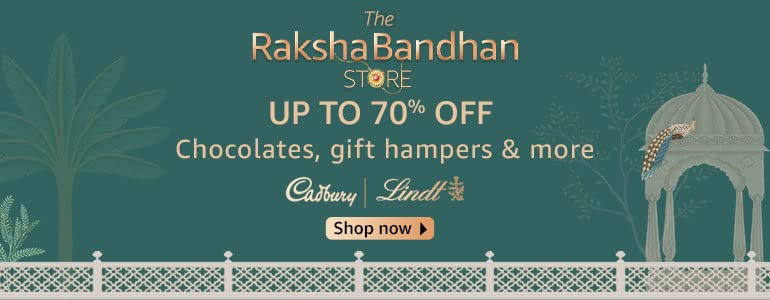 The
RakshaBandhan
STORE
UP TO 70% OFF
Chocolates, gift hampers & more
Cadbury | Lindt
Shop now